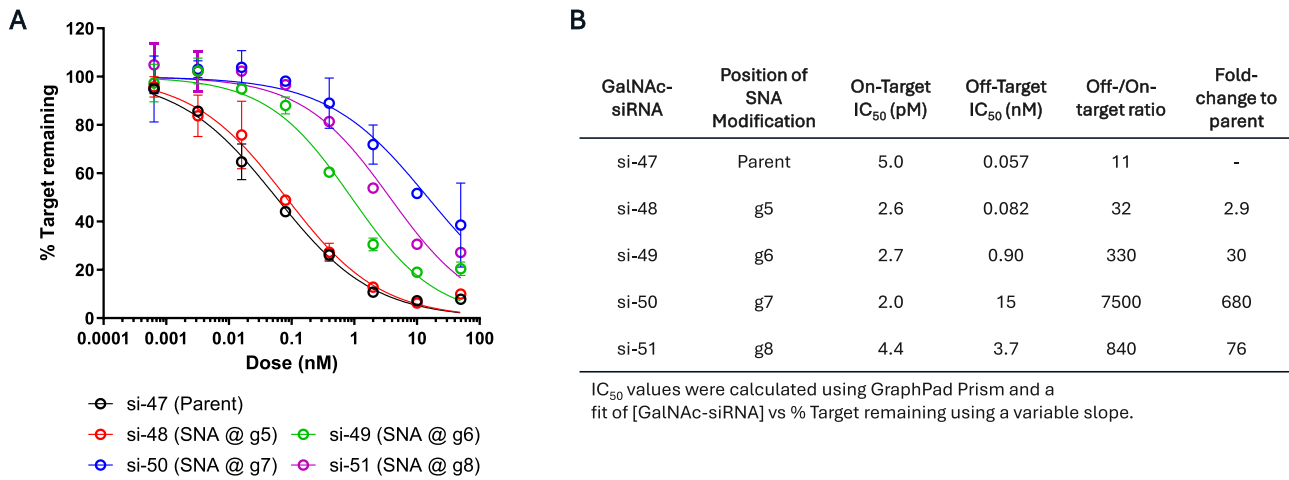 A
% Target remaining
120
100
80
60
40
20
0
0.0001 0.001 0.01 0.1 1 10 100
Dose (nM)
si-47 (Parent)
si-48 (SNA @ g5) si-49 (SNA @ g6)
si-50 (SNA @ g7) si-51 (SNA @ g8)
B
GalNAc-
siRNA
Position of
SNA
Modification
On-Target
IC50 (pM)
Off-Target
IC50 (nM)
Off-/On-
target ratio
Fold-
change to
parent
si-47 Parent 5.0 0.057 11 -
si-48 g5 2.6 0.082 32 2.9
si-49 g6 2.7 0.90 330 30
si-50 g7 2.0 15 7500 680
si-51 g8 4.4 3.7 840 76
IC50 values were calculated using GraphPad Prism and a
fit of [GalNAc-siRNA] vs % Target remaining using a variable slope.